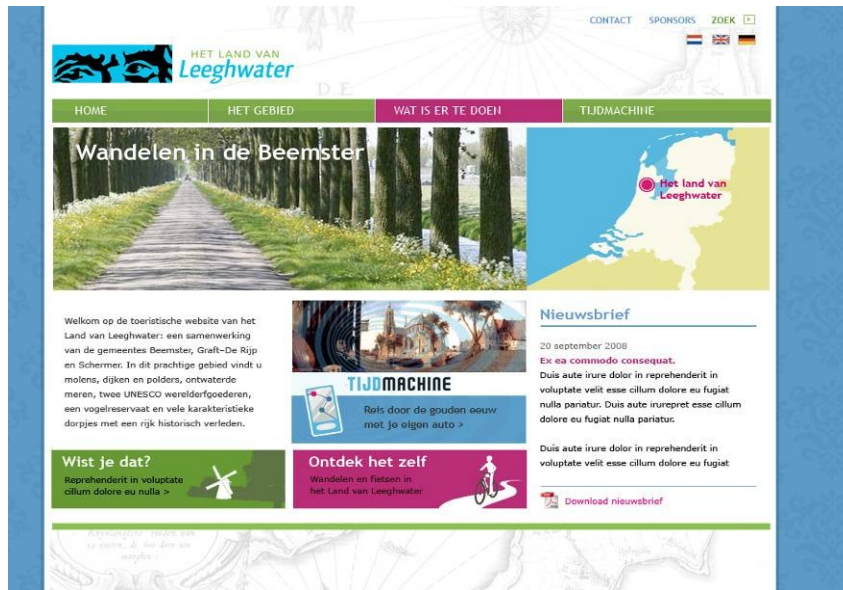 CONTACT SPONSORS ZOEK
HET LAND VAN
Leeghwater
D E
HOME HET GEBIED WAT IS ER TE DOEN TIJDMACHINE
Wandelen in de Beemster
Het land van
Leeghwater
Welkom op de toeristische website van het
Land van Leeghwater: een samenwerking
van de gemeentes Beemster, Graft-De Rijp
en Schermer. In dit prachtige gebied vindt u
molens, dijken en polders, ontwaterde
meren, twee UNESCO werelderfgoederen,
een vogelreservaat en vele karakteristieke
dorpjes met een rijk historisch verleden.
TIJDMACHINE
Reis door de gouden eeuw
met je eigen auto >
Nieuwsbrief
20 september 2008
Ex ea commodo consequat.
Duis aute irure dolor in reprehenderit in
voluptate velit esse cillum dolore eu fugiat
nulla pariatur. Duis aute irurepret esse cillum
dolore eu fugiat nulla pariatur.
Duis aute irure dolor in reprehenderit in
voluptate velit esse cillum dolore eu fugiat
Download nieuwsbrief
Wist je dat?
Reprehenderit in voluptate
cillum dolore eu nulla >
Ontdek het zelf
Wandelen en fietsen in
het Land van Leeghwater